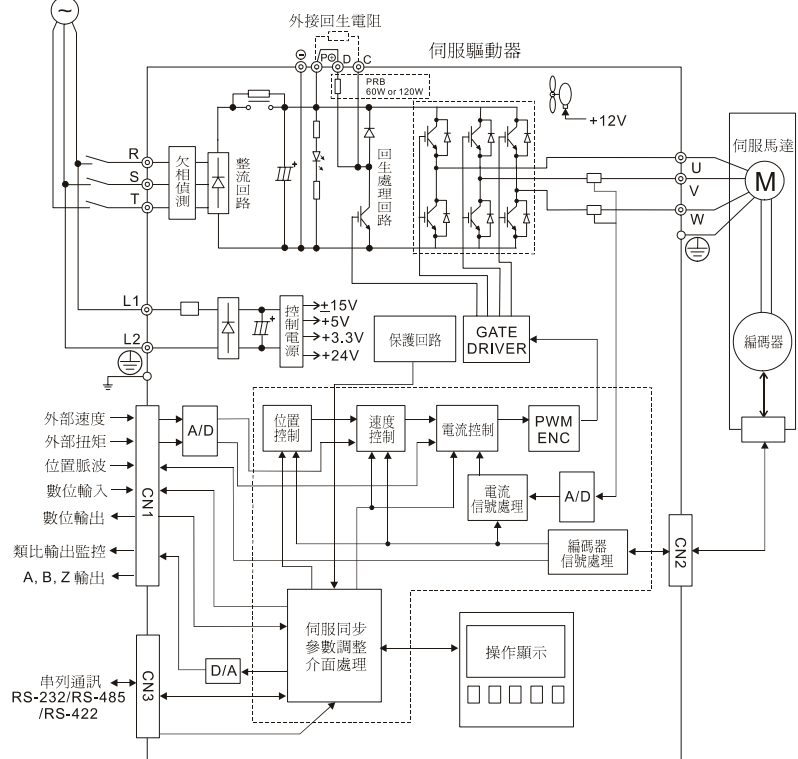 外接回生電阻
伺服驅動器
P⊕
D
C
⊖
PRB
60W or 120W
+12V
伺服馬達
R
S
T
欠相偵測
整流回路
回生處理回路
U
V
W
M
L1
L2
控制電源
±15V
+5V
+3.3V
+24V
保護回路
GATE
DRIVER
編碼器
外部速度
外部扭矩
位置脈波
數位輸入
數位輸出
類比輸出監控
A, B, Z 輸出
CN1
A/D
位置
控制
速度
控制
電流控制
PWM
ENC
電流
信號處理
A/D
編碼器
信號處理
CN2
伺服同步
參數調整
介面處理
D/A
操作顯示
串列通訊
RS-232/RS-485
/RS-422
CN3